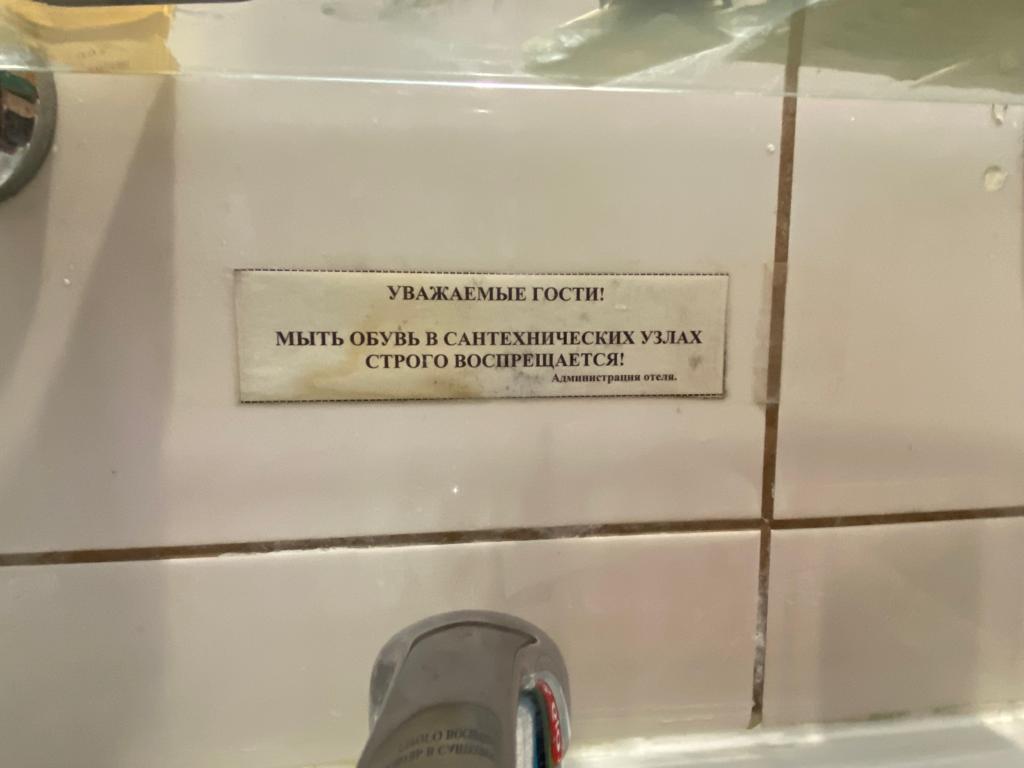 УВАЖАЕМЫЕ ГОСТИ!
МЫТЬ ОБУВЬ В САНТЕХНИЧЕСКИХ УЗЛАХ
СТРОГО ВОСПРЕЩАЕТСЯ!
Администрация отеля.